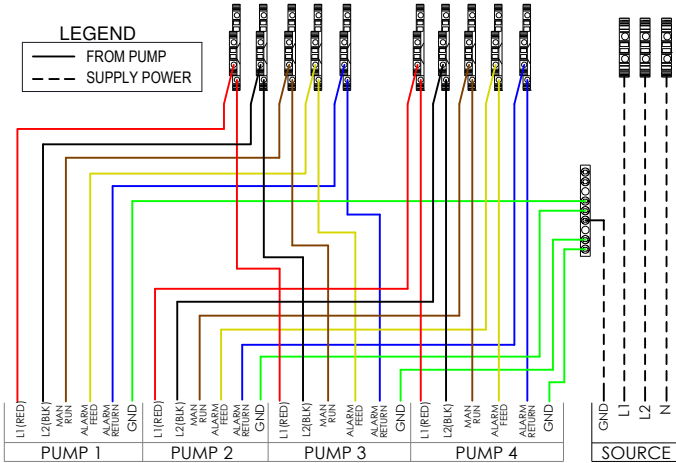 LEGEND
FROM PUMP
SUPPLY POWER
L1(RED)
L2(BLK)
MAN
RUN
ALARM
FEED
ALARM
RETURN
GND
L1(RED)
L2(BLK)
MAN
RUN
ALARM
FEED
ALARM
RETURN
GND
L1(RED)
L2(BLK)
MAN
RUN
ALARM
FEED
ALARM
RETURN
GND
L1(RED)
L2(BLK)
MAN
RUN
ALARM
FEED
ALARM
RETURN
GND
GND
L1
L2
N
PUMP 1
PUMP 2
PUMP 3
PUMP 4
SOURCE